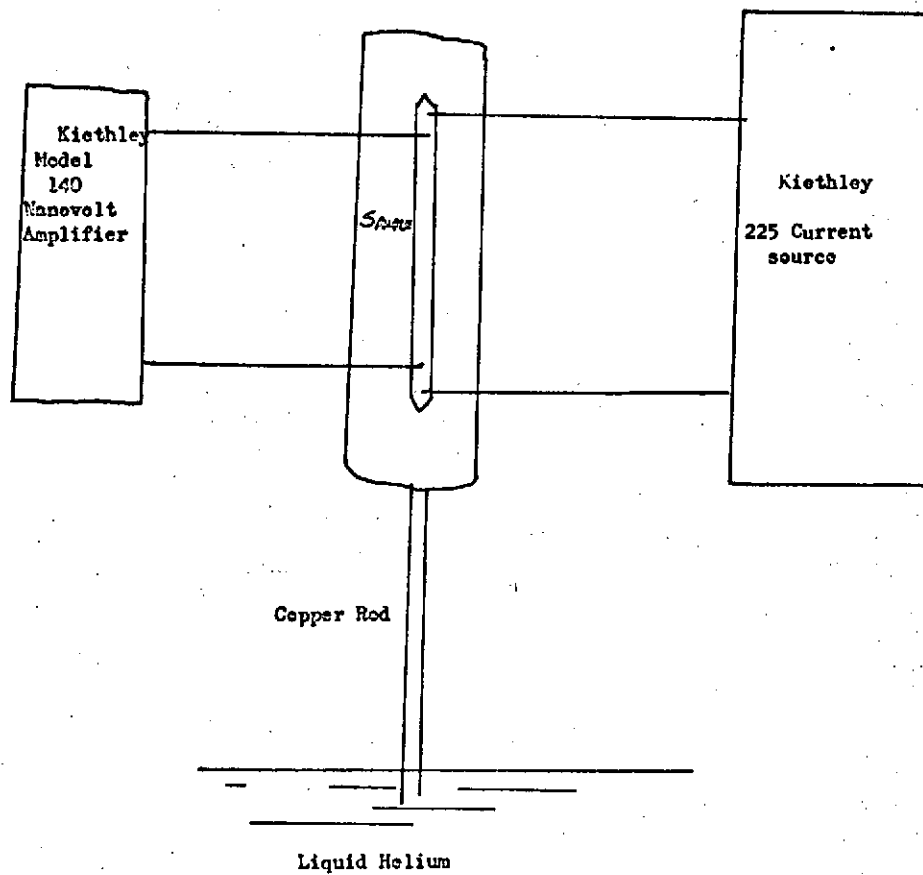 Kiethley
Model
140
Nanovolt
Amplifier
Kiethley
225 Current
source
Copper Rod
Liquid Helium